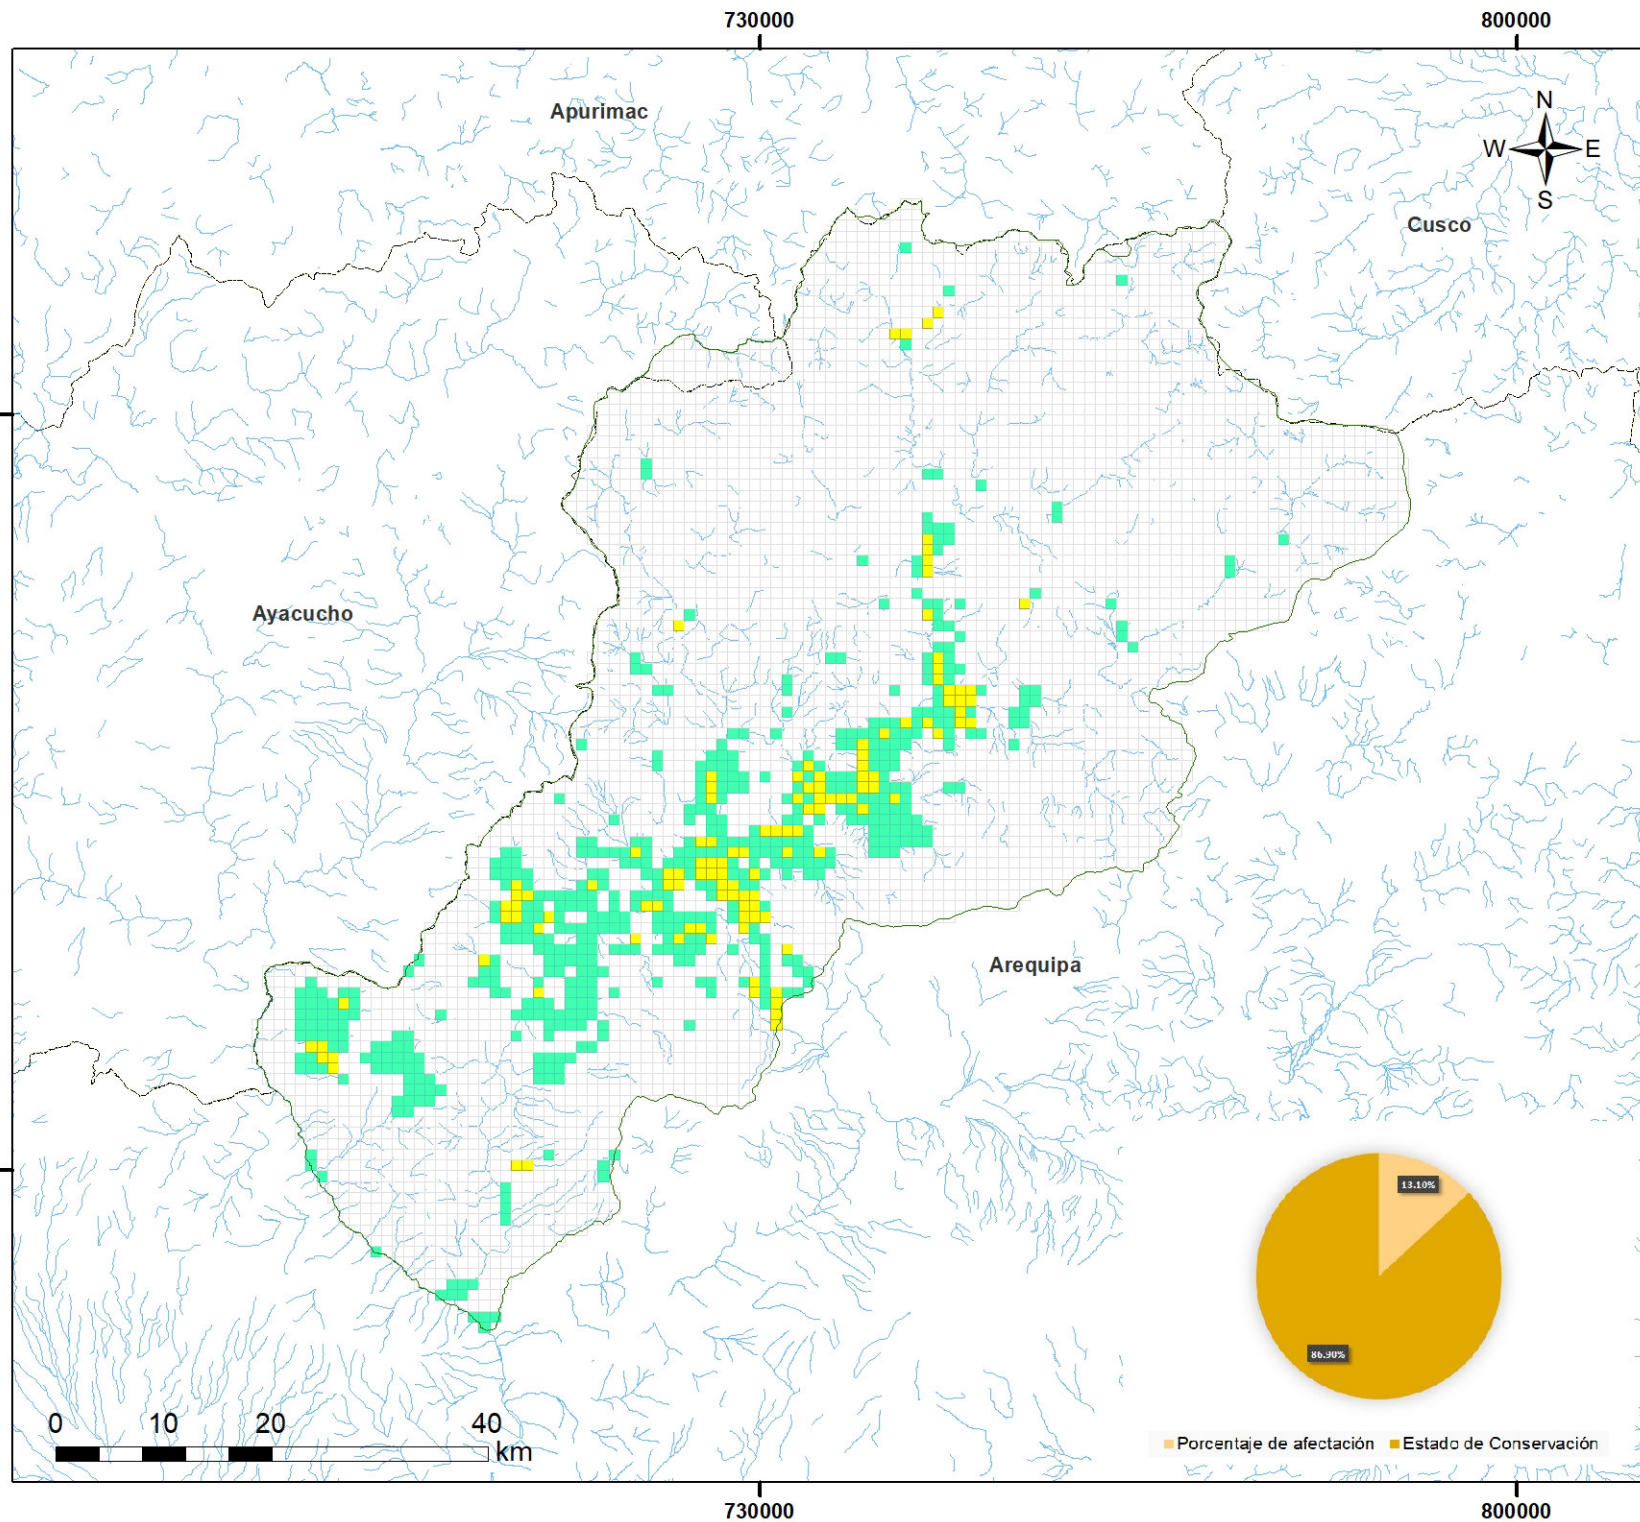 730000
800000
Apurimac
N
W
E
S
Cusco
Ayacucho
Arequipa
13.10%
86.90%
0
10
20
40
km
Porcentaje de afectación
Estado de Conservación
730000
800000